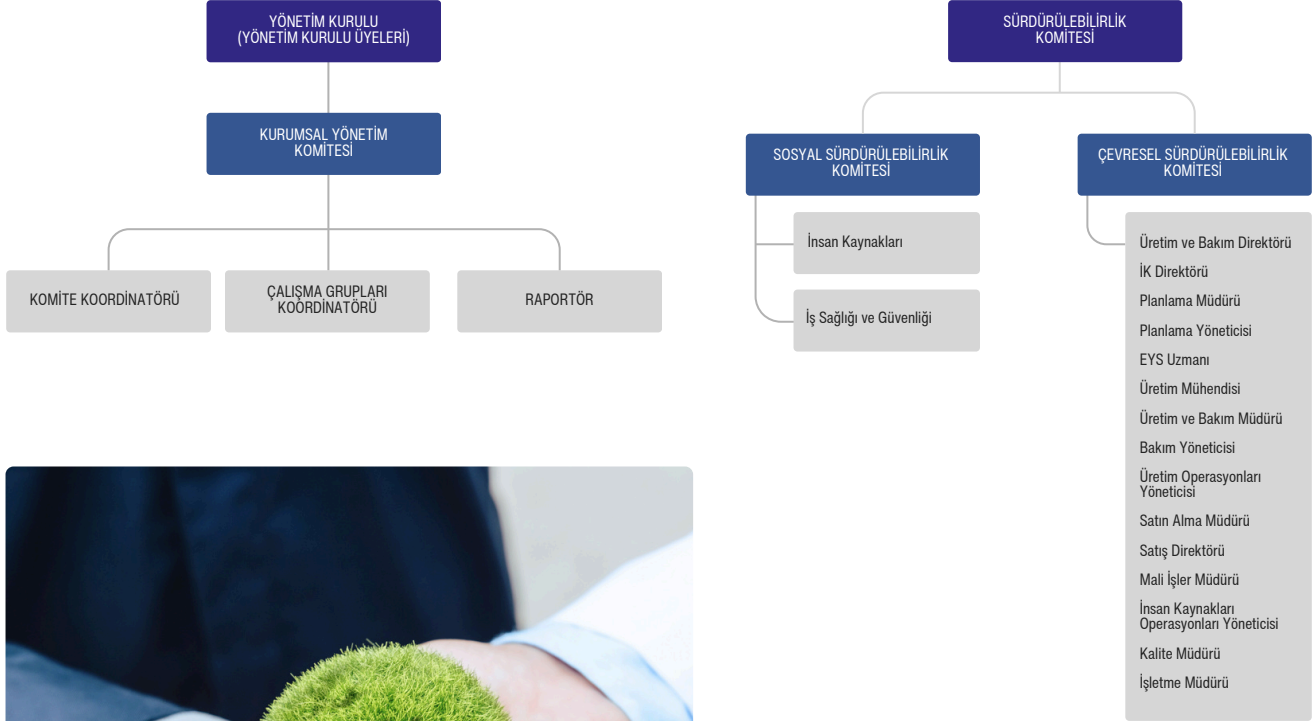 YÖNETİM KURULU
(YÖNETİM KURULU ÜYELERİ)
KURUMSAL YÖNETİM
KOMİTESİ
KOMİTE KOORDİNATÖRÜ
ÇALIŞMA GRUPLARI
KOORDİNATÖRÜ
RAPORTÖR
SÜRDÜRÜLEBİLİRLİK
KOMİTESİ
SOSYAL SÜRDÜRÜLEBİLİRLİK
KOMİTESİ
İnsan Kaynakları
İş Sağlığı ve Güvenliği
ÇEVRESEL SÜRDÜRÜLEBİLİRLİK
KOMİTESİ
Üretim ve Bakım Direktörü
İK Direktörü
Planlama Müdürü
Planlama Yöneticisi
EYS Uzmanı
Üretim Mühendisi
Üretim ve Bakım Müdürü
Bakım Yöneticisi
Üretim Operasyonları
Yöneticisi
Satın Alma Müdürü
Satış Direktörü
Mali İşler Müdürü
İnsan Kaynakları
Operasyonları Yöneticisi
Kalite Müdürü
İşletme Müdürü